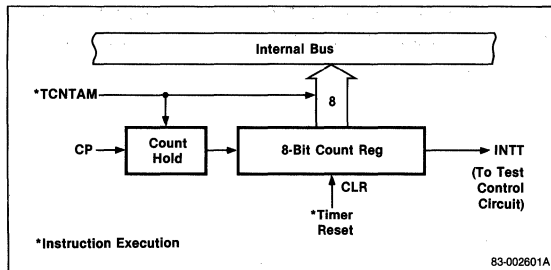 Internal Bus
*TCNTAM
8
CP
Count
Hold
8-Bit Count Reg
INTT
(To Test
Control
Circuit)
CLR
*Timer
Reset
*Instruction Execution
83-002601A